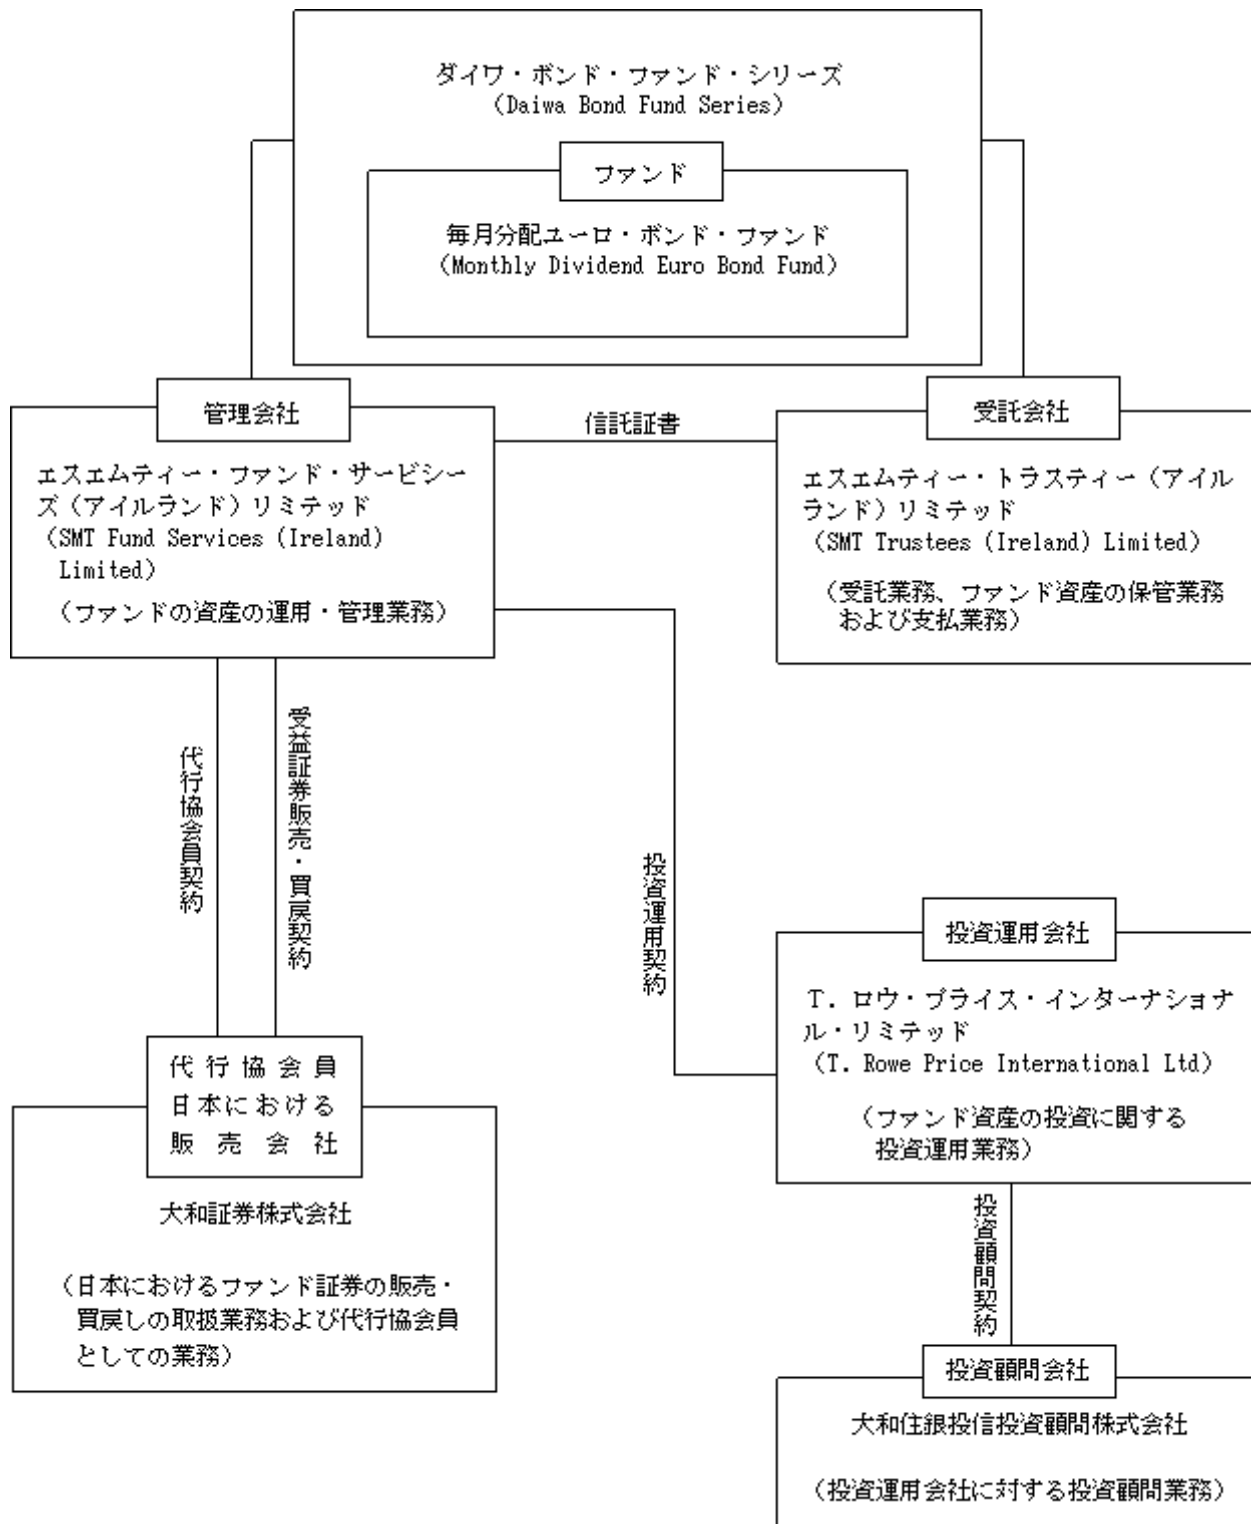 ダイワ・ボンド・ファンド・シリーズ
（Daiwa Bond Fund Series）
ファンド
毎月分配ユーロ・ボンド・ファンド
（Monthly Dividend Euro Bond Fund）
管理会社
エスエムティー・ファンド・サービシー
ズ（アイルランド）リミテッド
（SMT Fund Services (Ireland)
Limited）
（ファンドの資産の運用・管理業務）
信託証書
受託会社
エスエムティー・トラスティー（アイル
ランド）リミテッド
（SMT Trustees (Ireland) Limited）
（受託業務、ファンド資産の保管業務
および支払業務）
代行協会員契約
受益証券販売・買戻契約
投資運用契約
投資運用会社
Ｔ．ロウ・プライス・インターナショナ
ル・リミテッド
（T. Rowe Price International Ltd）
（ファンド資産の投資に関する
投資運用業務）
代行協会員
日本における
販売会社
大和証券株式会社
（日本におけるファンド証券の販売・
買戻しの取扱業務および代行協会員
としての業務）
投資顧問契約
投資顧問会社
大和住銀投信投資顧問株式会社
（投資運用会社に対する投資顧問業務）